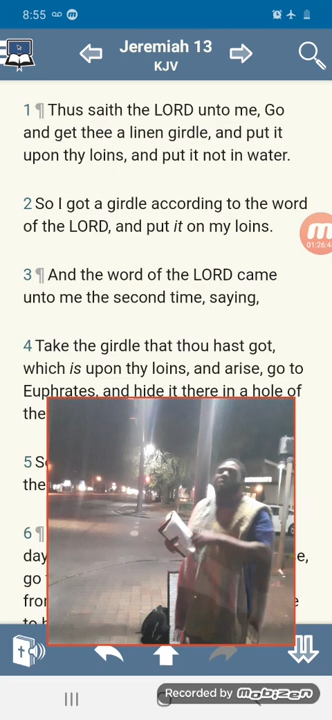 8:55
Jeremiah 13
KJV
1 ¶ Thus saith the LORD unto me, Go
and get thee a linen girdle, and put it
upon thy loins, and put it not in water.
2 So I got a girdle according to the word
of the LORD, and put it on my loins.
1:26:4
3 ¶ And the word of the LORD came
unto me the second time, saying,
4 Take the girdle that thou hast got,
which is upon thy loins, and arise, go to
Euphrates, and hide it there in a hole of
the
5 S
the
6 ¶
day
e,
go
from
e
to
Recorded by mobizen